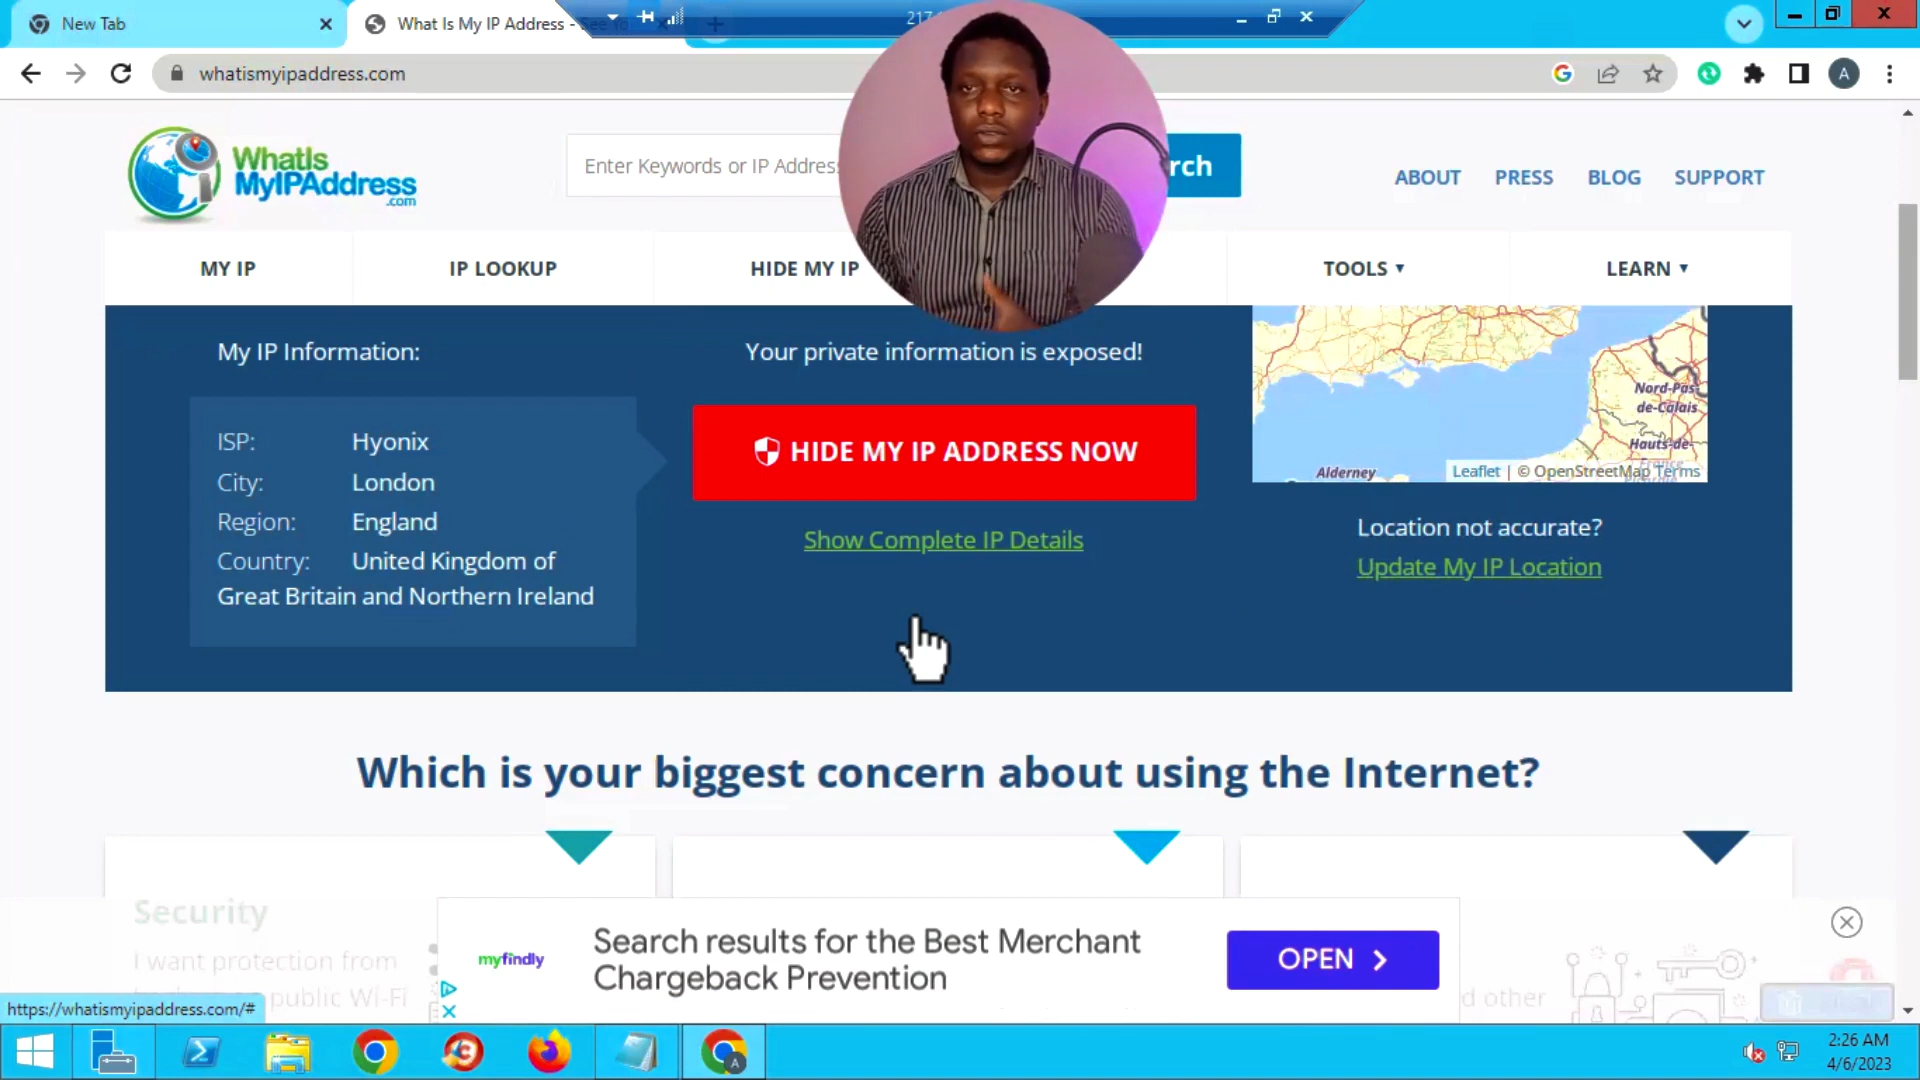 New Tab
What Is My IP Address -
217
whatismyipaddress.com
A
WhatIs
MyIPAddress
.com
Enter Keywords or IP Address
rch
ABOUT PRESS BLOG SUPPORT
MY IP
IP LOOKUP
HIDE MY IP
TOOLS ▼
LEARN ▼
My IP Information:
ISP: Hyonix
City: London
Region: England
Country: United Kingdom of
Great Britain and Northern Ireland
Your private information is exposed!
HIDE MY IP ADDRESS NOW
Show Complete IP Details
Nord-Pas-
de-Calais
Hauts-de-
Alderney
Leaflet | © OpenStreetMap Terms
Location not accurate?
Update My IP Location
Which is your biggest concern about using the Internet?
Security
I want protection from
public Wi-Fi
myfindly
Search results for the Best Merchant
Chargeback Prevention
OPEN
d other
https://whatismyipaddress.com/#
A
2:26 AM
4/6/2023